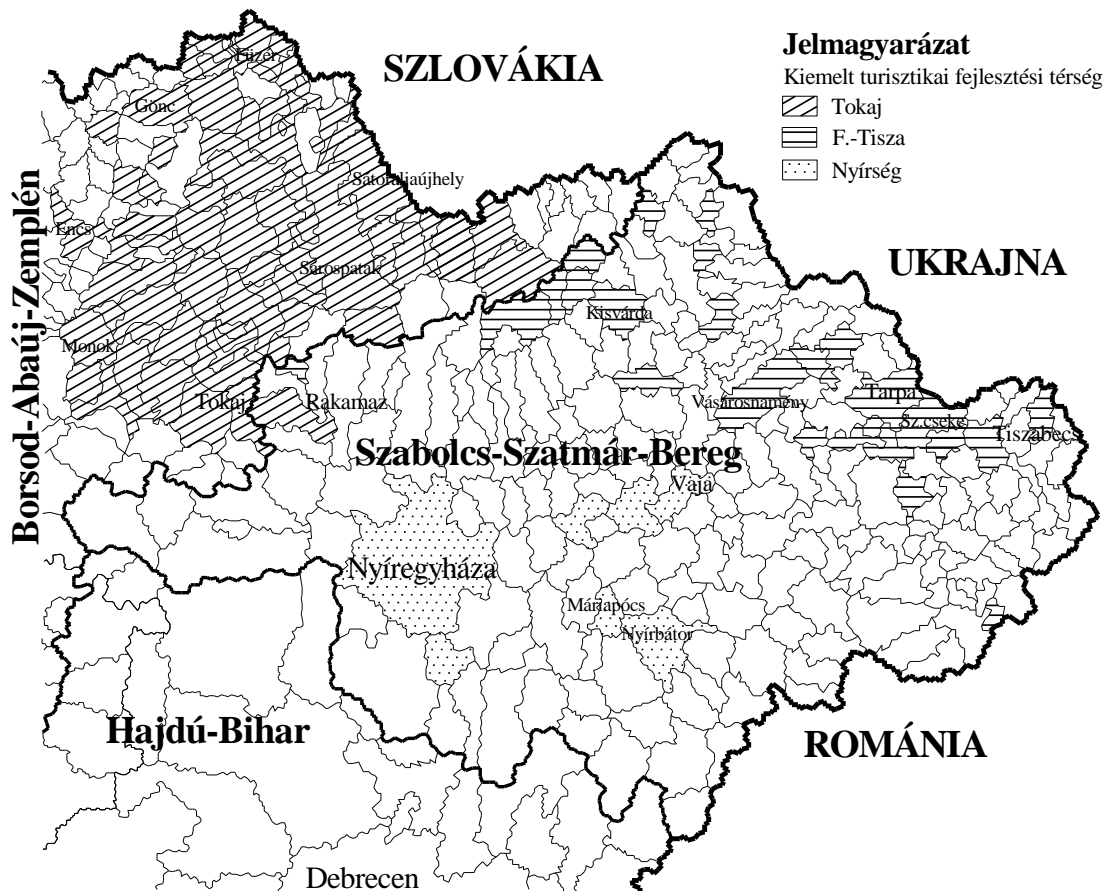 Jelmagyarázat
Kiemelt turisztikai fejlesztési térség
Tokaj
F.-Tisza
Nyírség
SZLOVÁKIA
Füzér
Gönc
Sátoraljaújhely
Encs
Borsod-Abaúj-Zemplén
UKRAJNA
Sárospatak
Kisvárda
Monok
Tokaj
Rakamaz
Vásárosnamény
Tarpa
Sz.cseke
Tiszabecs
Szabolcs-Szatmár-Bereg
Vaja
Nyíregyháza
Máriapócs
Nyírbátor
Hajdú-Bihar
ROMÁNIA
Debrecen